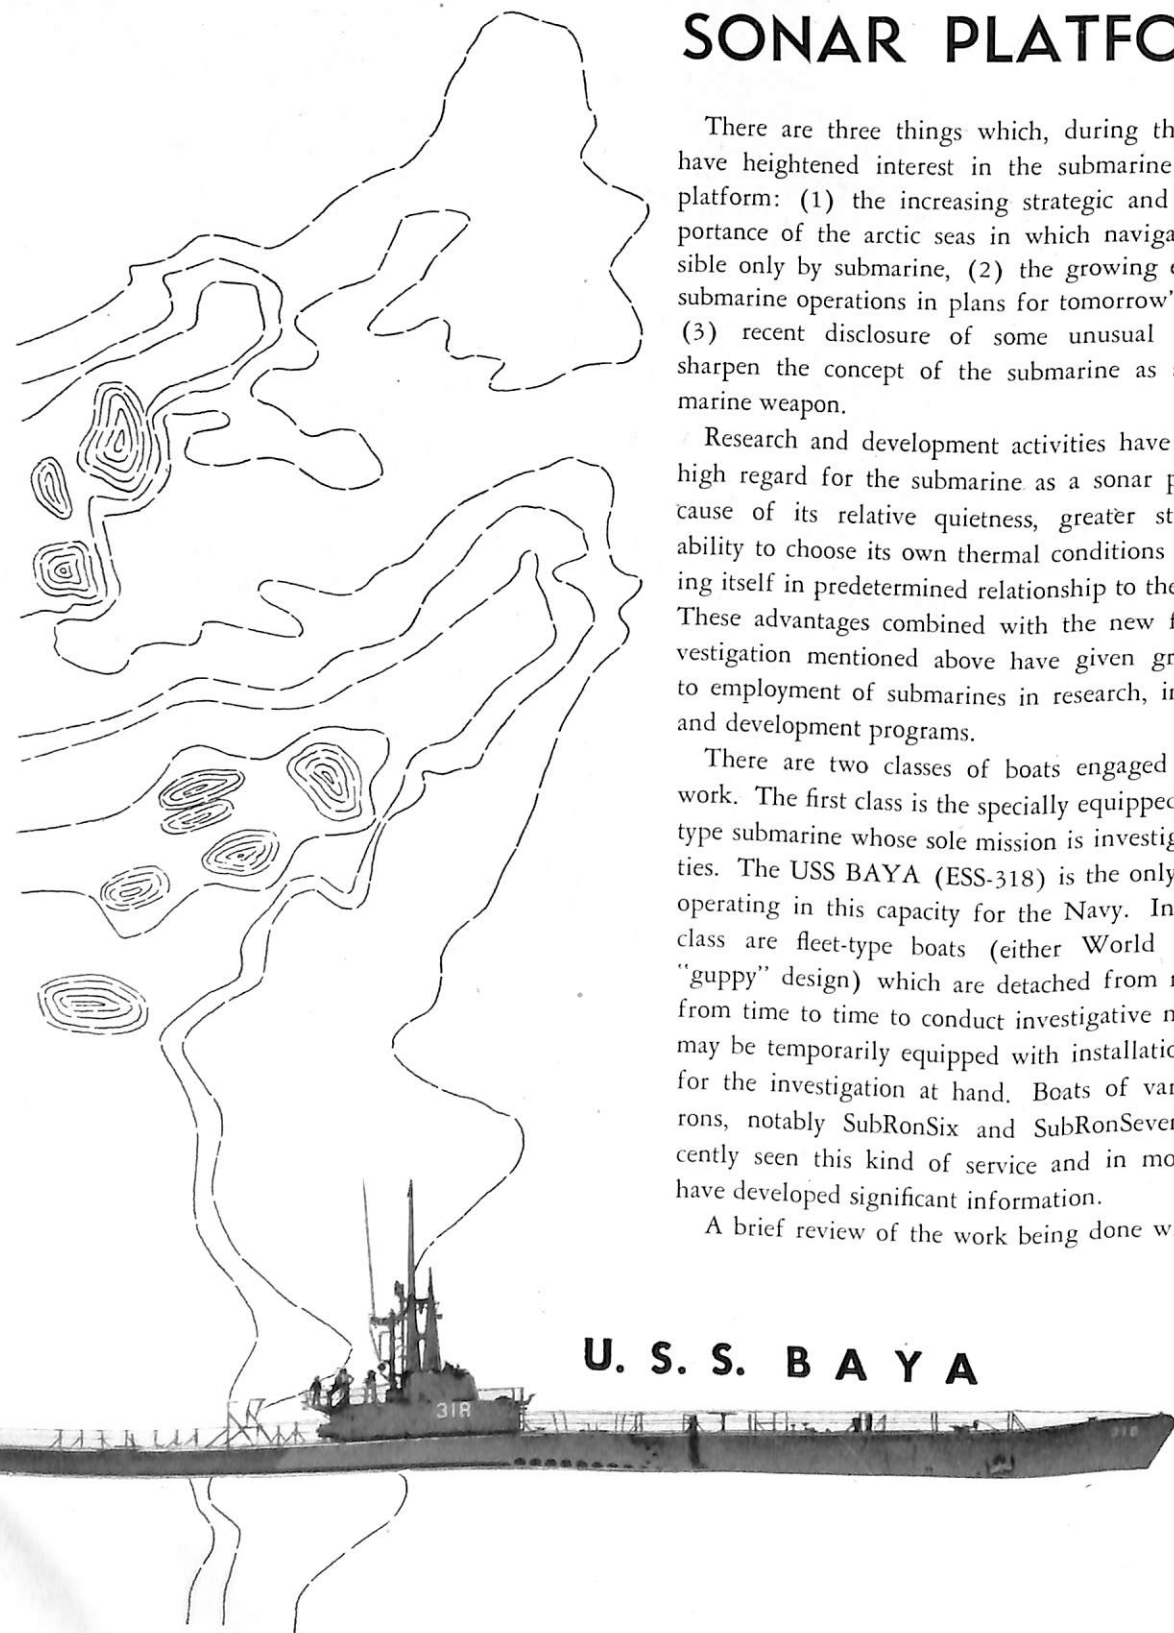 SONAR PLATFO
There are three things which, during th
have heightened interest in the submarine
platform: (1) the increasing strategic and
portance of the arctic seas in which naviga
sible only by submarine, (2) the growing
submarine operations in plans for tomorrow'
(3) recent disclosure of some unusual
sharpen the concept of the submarine as
marine weapon.
Research and development activities have
high regard for the submarine as a sonar p
cause of its relative quietness, greater st
ability to choose its own thermal conditions
ing itself in predetermined relationship to the
These advantages combined with the new f
vestigation mentioned above have given gr
to employment of submarines in research, in
and development programs.
There are two classes of boats engaged
work. The first class is the specially equipped
type submarine whose sole mission is investig
ties. The USS BAYA (ESS-318) is the only
operating in this capacity for the Navy. In
class are fleet-type boats (either World
"guppy" design) which are detached from r
from time to time to conduct investigative n
may be temporarily equipped with installatio
for the investigation at hand. Boats of var
rons, notably SubRonSix and SubRonSeven
cently seen this kind of service and in mo
have developed significant information.
A brief review of the work being done w
U. S. S. BAYA
318
318